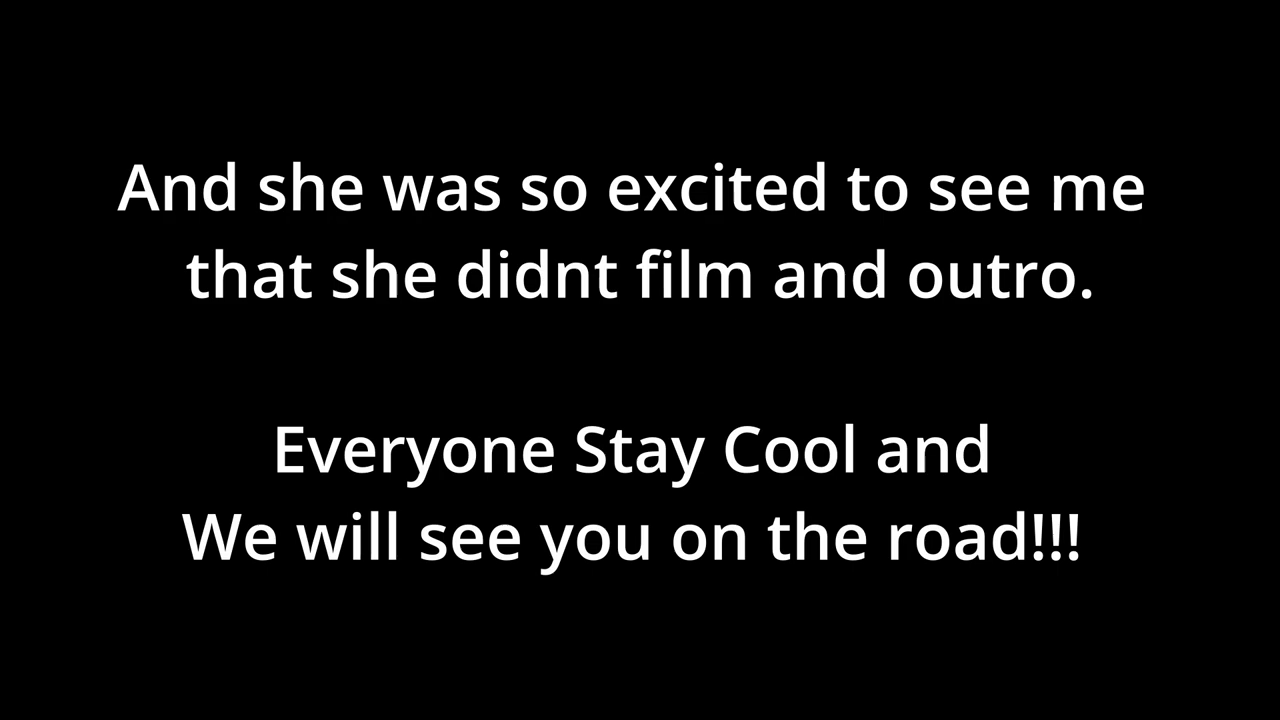 And she was so excited to see me
that she didnt film and outro.
Everyone Stay Cool and
We will see you on the road!!!